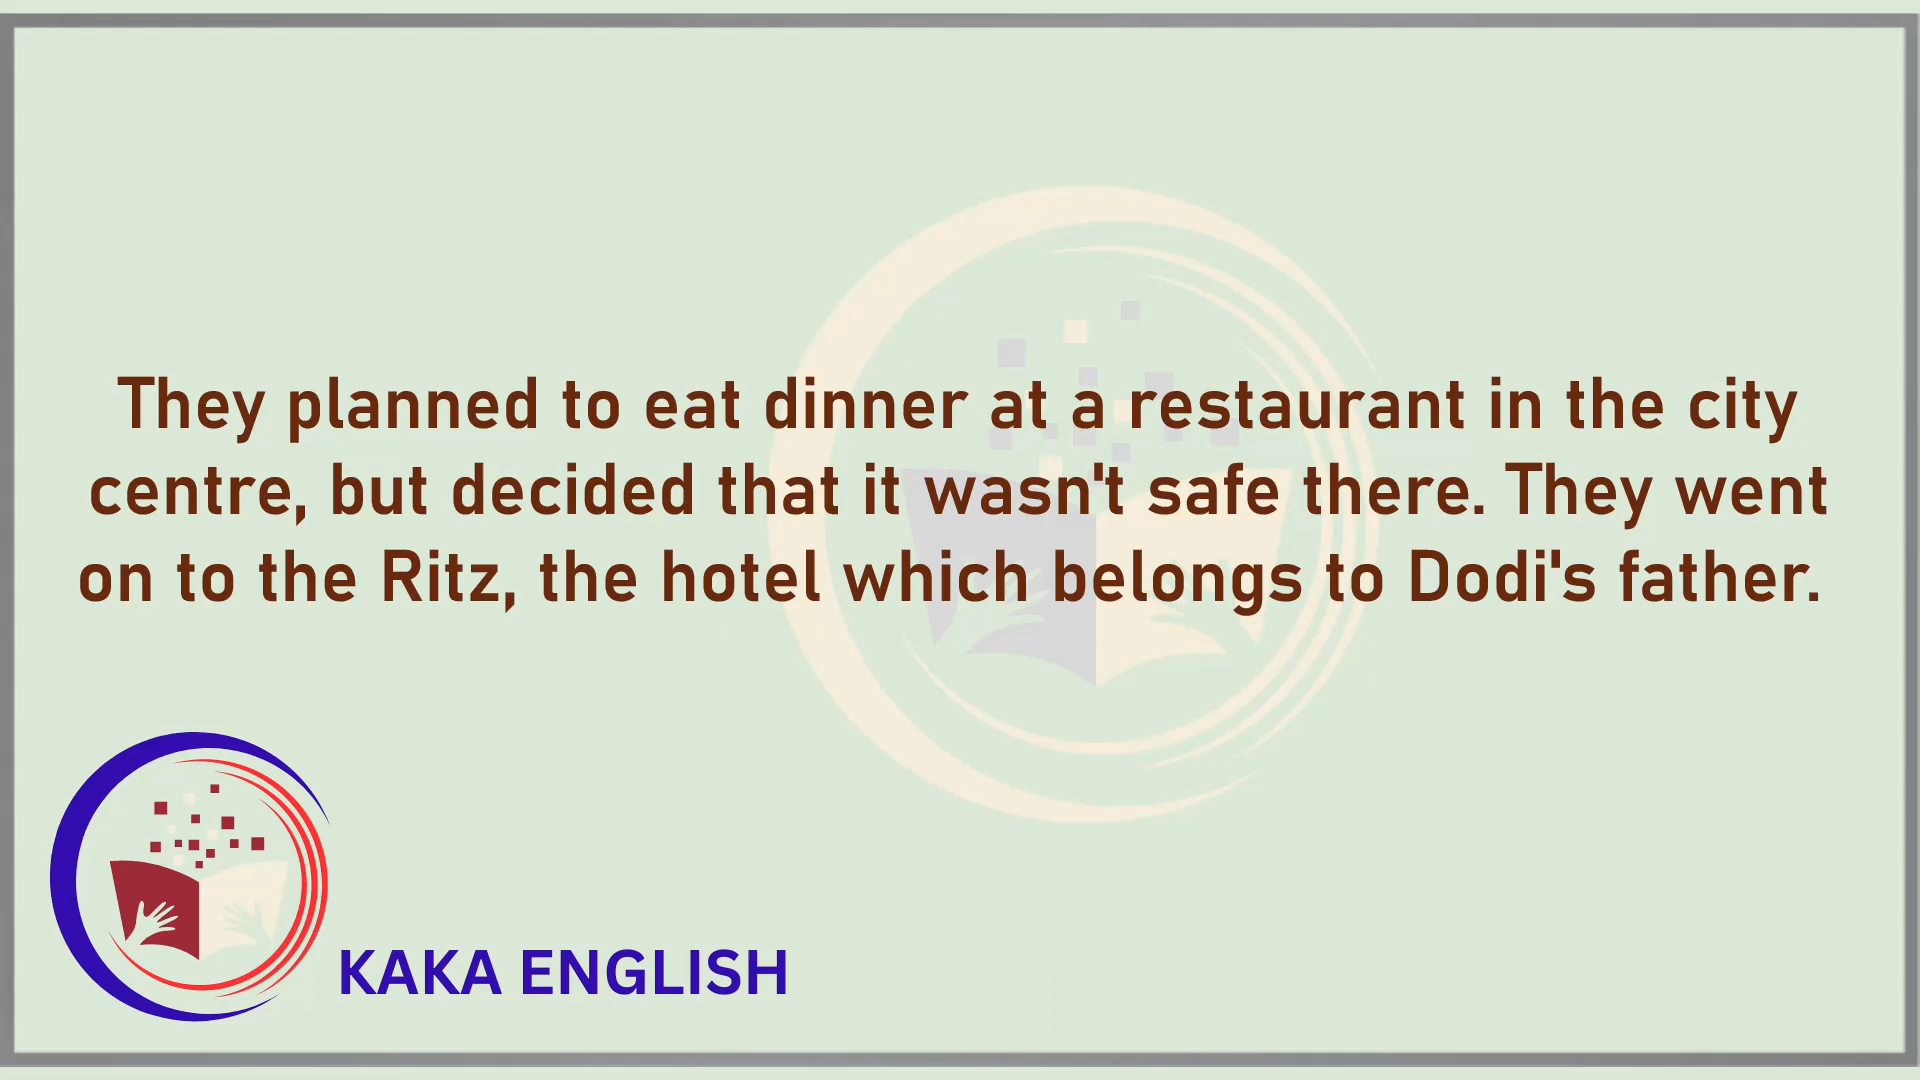 They planned to eat dinner at a restaurant in the city
centre, but decided that it wasn't safe there. They went
on to the Ritz, the hotel which belongs to Dodi's father.
KAKA ENGLISH